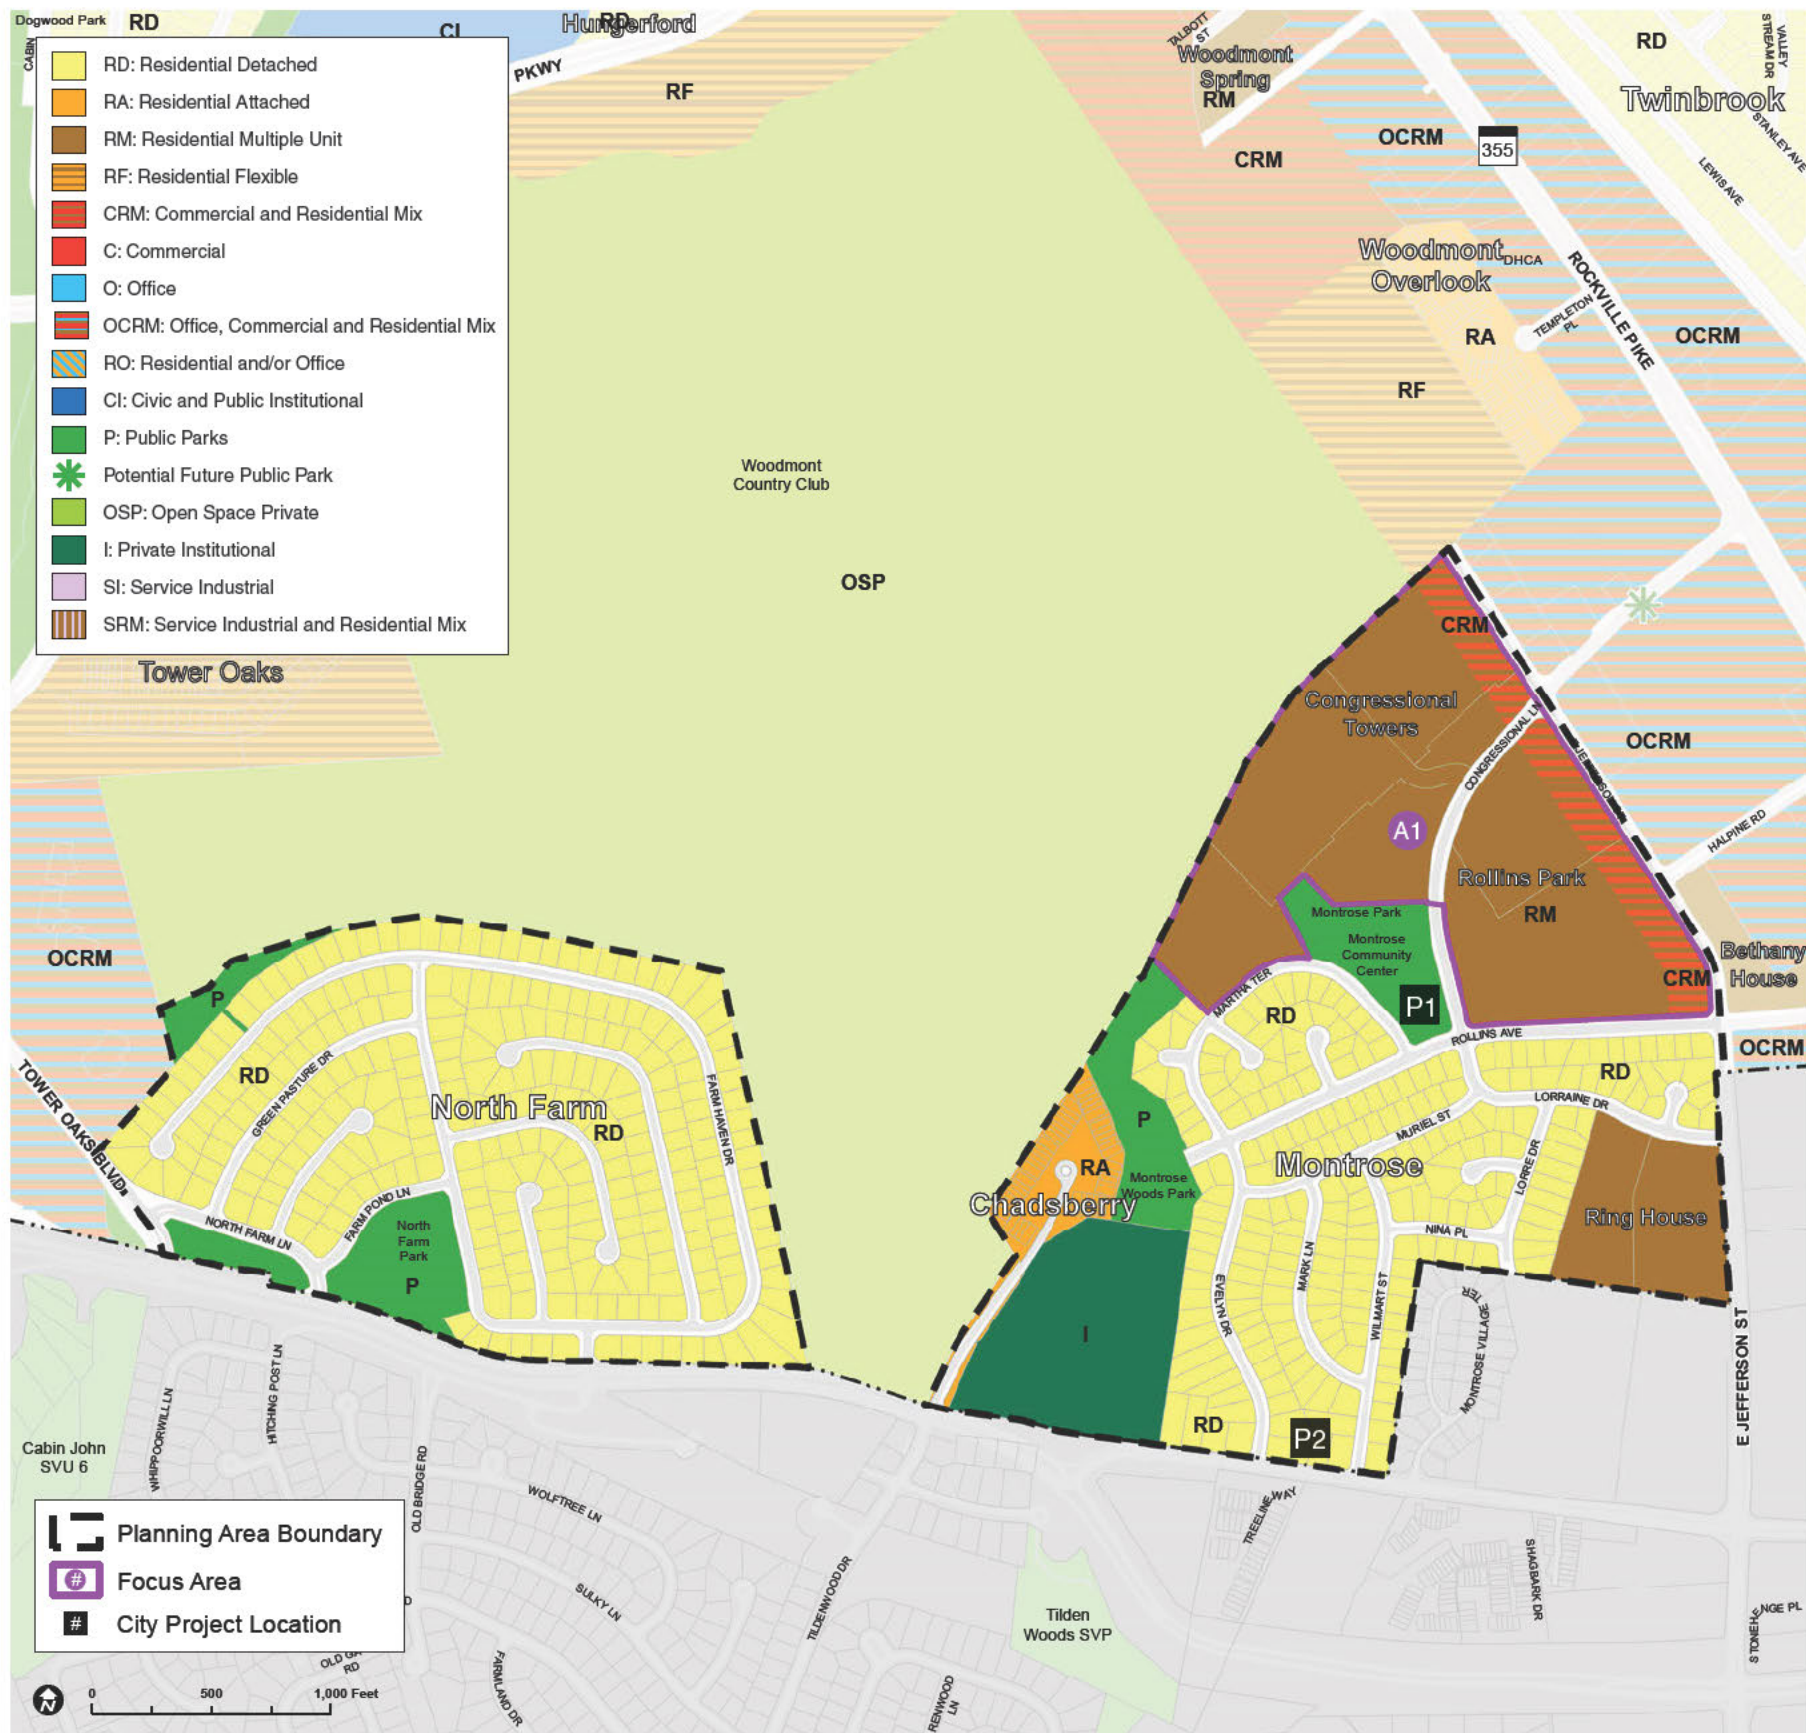 Dogwood Park
RD
CI
RD
Hungerford
CABIN
PKWY
RF
TALBOTT
ST
Woodmont
Spring
RM
CRM
OCRM
355
RD
Twinbrook
VALLEY
STREAM DR
STANLEY AVE
LEWIS AVE
RD: Residential Detached
RA: Residential Attached
RM: Residential Multiple Unit
RF: Residential Flexible
CRM: Commercial and Residential Mix
C: Commercial
O: Office
OCRM: Office, Commercial and Residential Mix
RO: Residential and/or Office
CI: Civic and Public Institutional
P: Public Parks
Potential Future Public Park
OSP: Open Space Private
I: Private Institutional
SI: Service Industrial
SRM: Service Industrial and Residential Mix
Woodmont
Overlook
DHCA
ROCKVILLE PIKE
TEMPLETON
PL
RA
OCRM
RF
Woodmont
Country Club
OSP
Tower Oaks
CRM
Congressional
Towers
CONGRESSIONAL LN
OCRM
HALPINE RD
A1
Rollins Park
RM
Montrose Park
Montrose
Community
Center
P1
CRM
Bethany
House
OCRM
OCRM
P
RD
GREEN PASTURE DR
North Farm
RD
FARM HAVEN DR
TOWER OAKS BLVD
NORTH FARM LN
FARM POND LN
North
Farm
Park
P
MARTHA TER
RD
ROLLINS AVE
RD
LORRAINE DR
MURIEL ST
LORRE DR
P
RA
Montrose
Woods Park
Chadsberry
Montrose
Ring House
NINA PL
MARK LN
EVELYN DR
WILMART ST
I
RD
P2
MONTROSE VILLAGE TER
E JEFFERSON ST
Cabin John
SVU 6
WHIPPOORWILL LN
HITCHING POST LN
OLD BRIDGE RD
WOLFTREE LN
SULKY LN
TILDENWOOD DR
FARMLAND DR
RENWOOD
LN
Tilden
Woods SVP
TREELINE WAY
SHAGBARK DR
STONEHENGE PL
Planning Area Boundary
# Focus Area
# City Project Location
D
RD
N
0 500 1,000 Feet